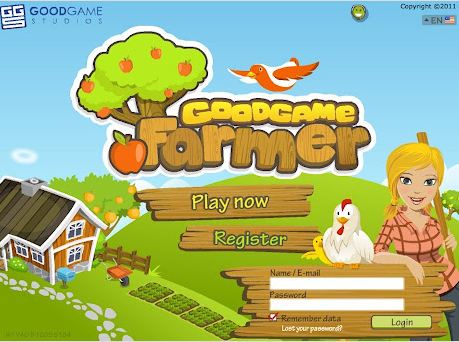 GOODGAME
STUDIOS
Copyright ©2011
EN
GOODGAME
Farmer
Play now
Register
Name / E-mail
Password
Remember data
Lost your password?
Login